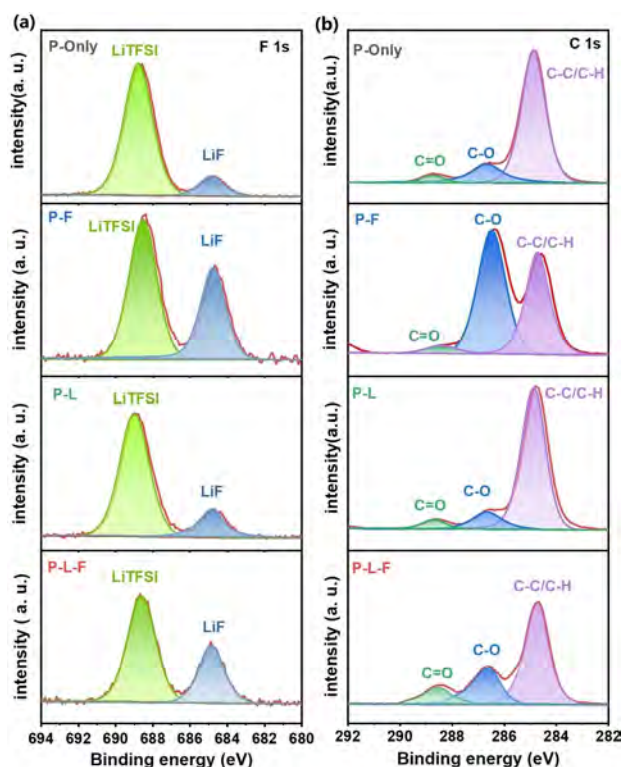 (a)
P-Only
LiTFSI
F 1s
LiF
intensity(a. u.)
P-F
LiTFSI
LiF
intensity (a. u.)
P-L
LiTFSI
LiF
intensity (a. u.)
P-L-F
LiTFSI
LiF
intensity ( a. u.)
694 692 690 688 686 684 682 680
Binding energy (eV)
(b)
P-Only
C 1s
C-C/C-H
C=O
C-O
intensity(a.u.)
P-F
C-O
C-C/C-H
C=O
intensity (a. u.)
P-L
C-C/C-H
C-O
C=O
intensity(a.u.)
P-L-F
C-C/C-H
C-O
C=O
intensity (a. u.)
292 290 288 286 284 282
Binding energy (eV)